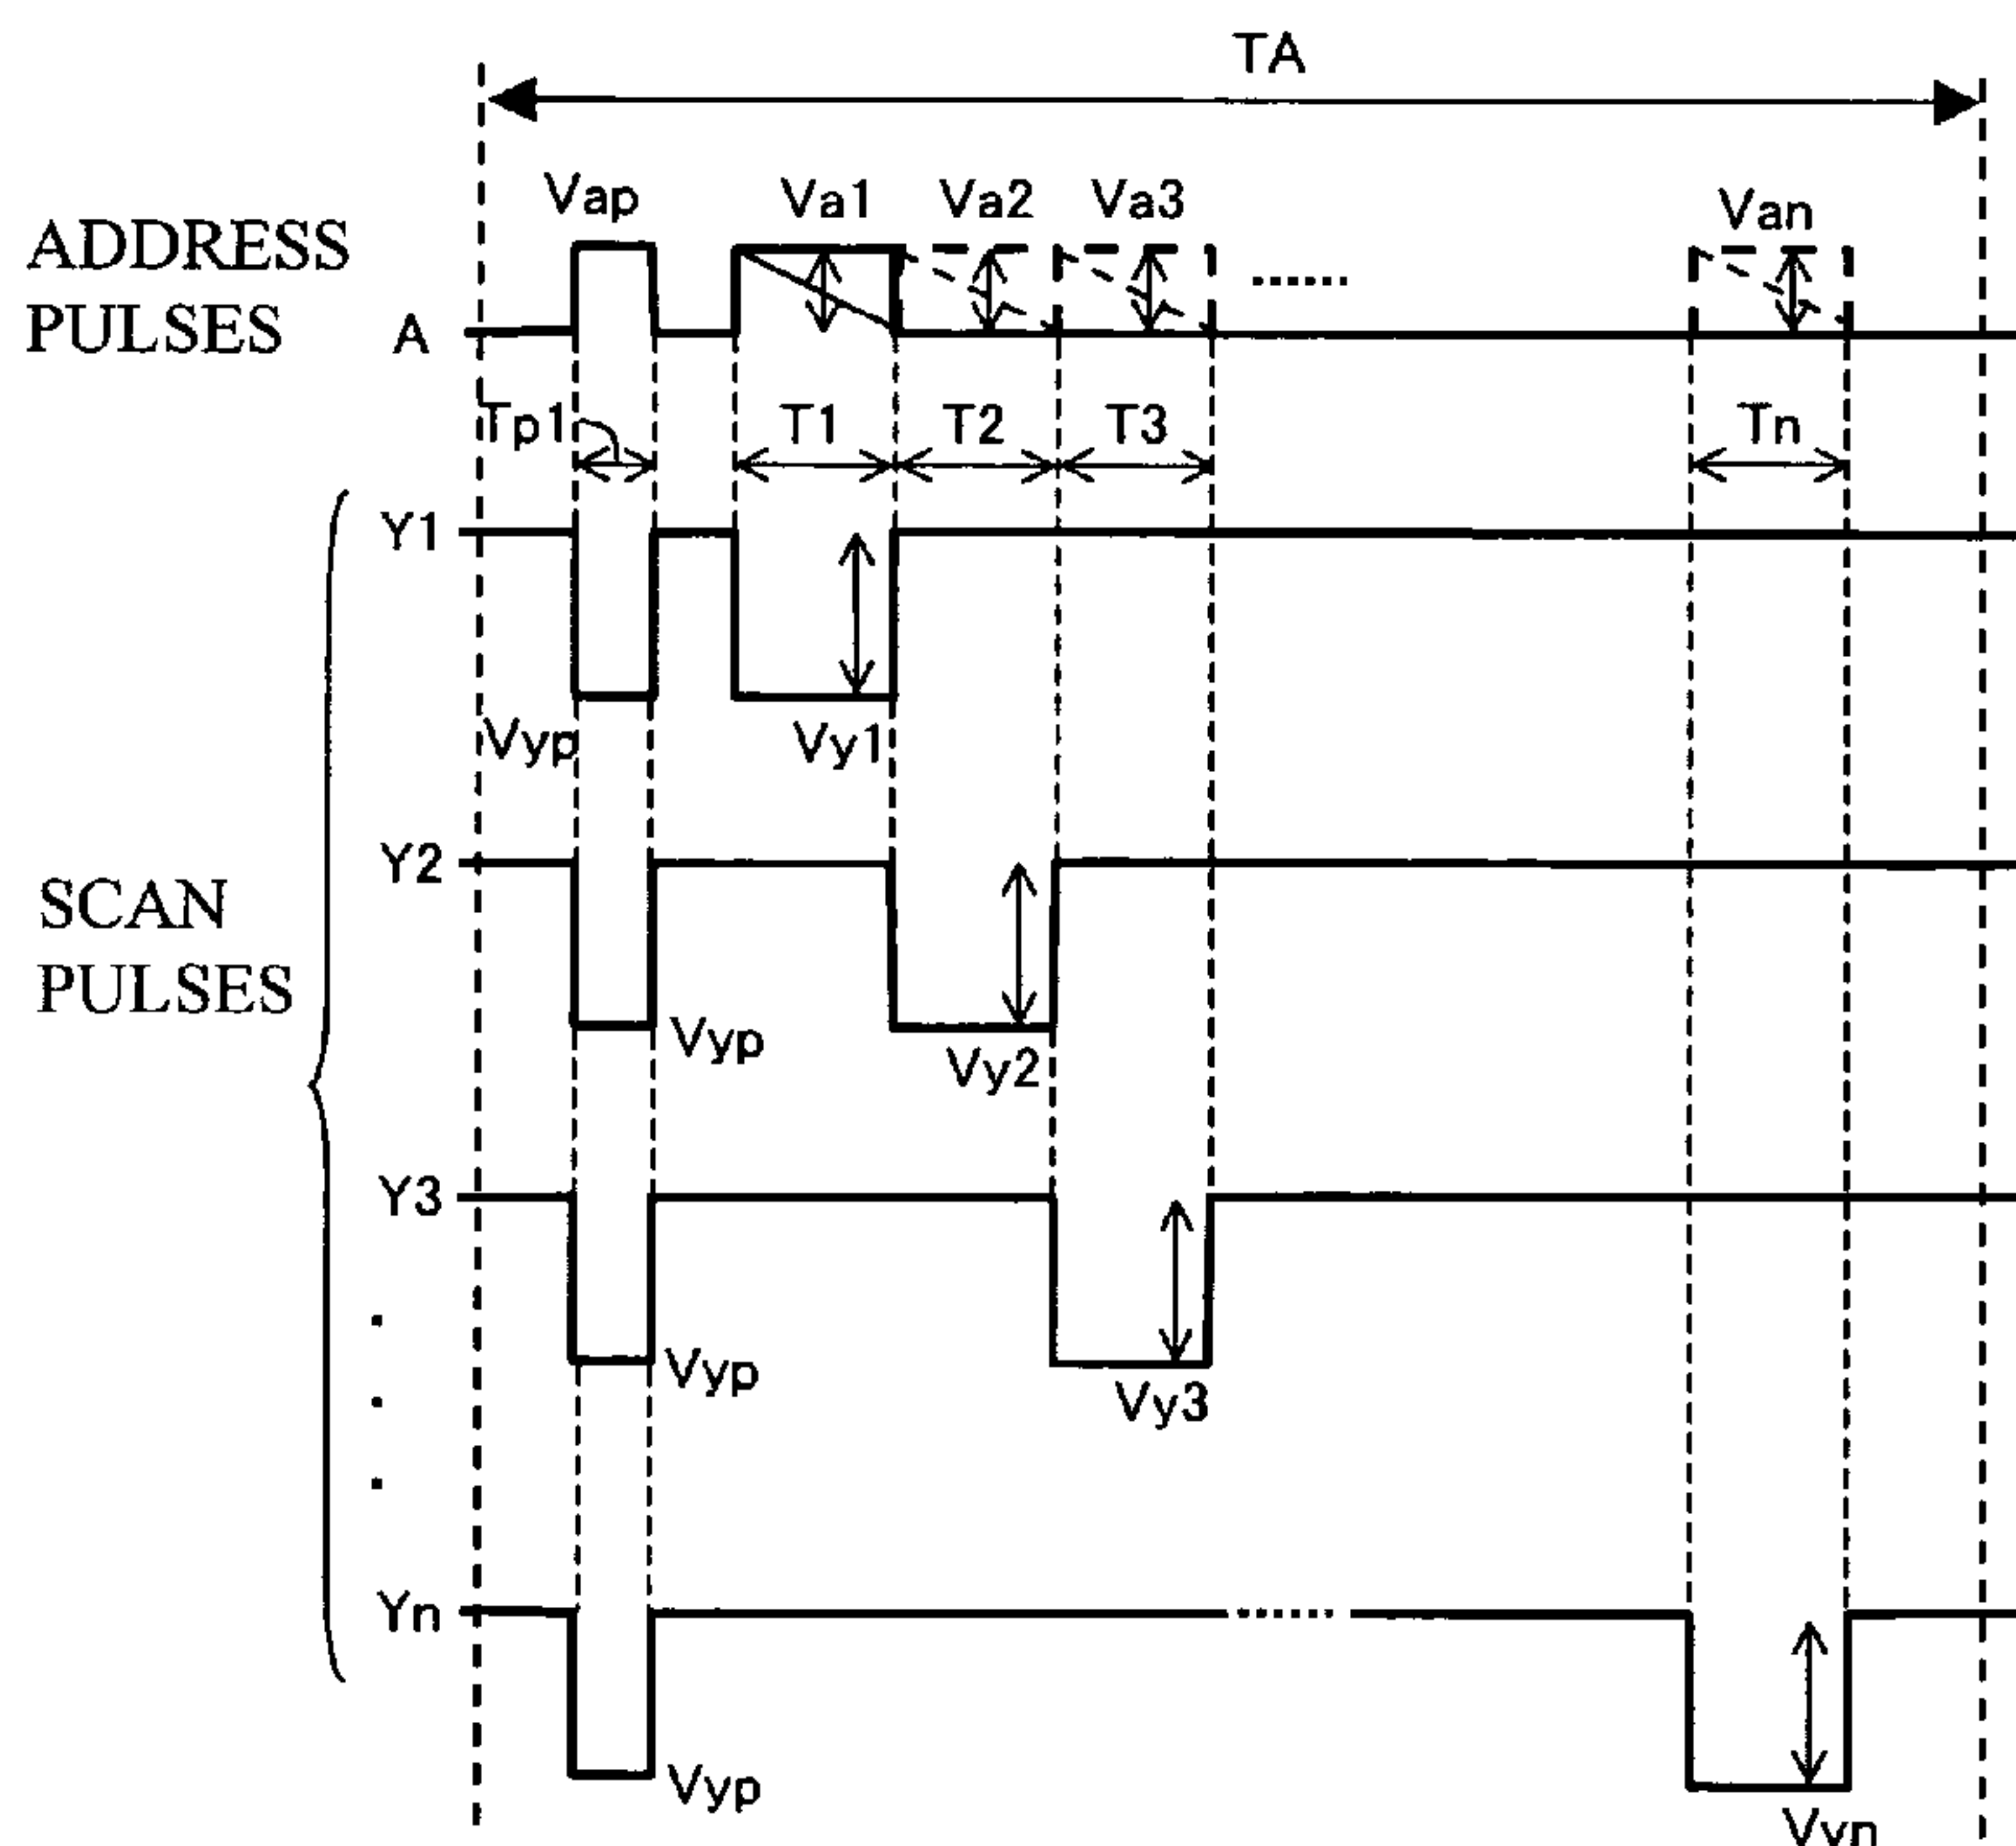 TA
Vap Va1 Va2 Va3 Van
ADDRESS
PULSES
A
Tp1 T1 T2 T3 Tn
Y1
Vyp Vy1
Y2
SCAN
PULSES
Vyp Vy2
Y3
Vyp Vy3
Yn
Vyp Vyn